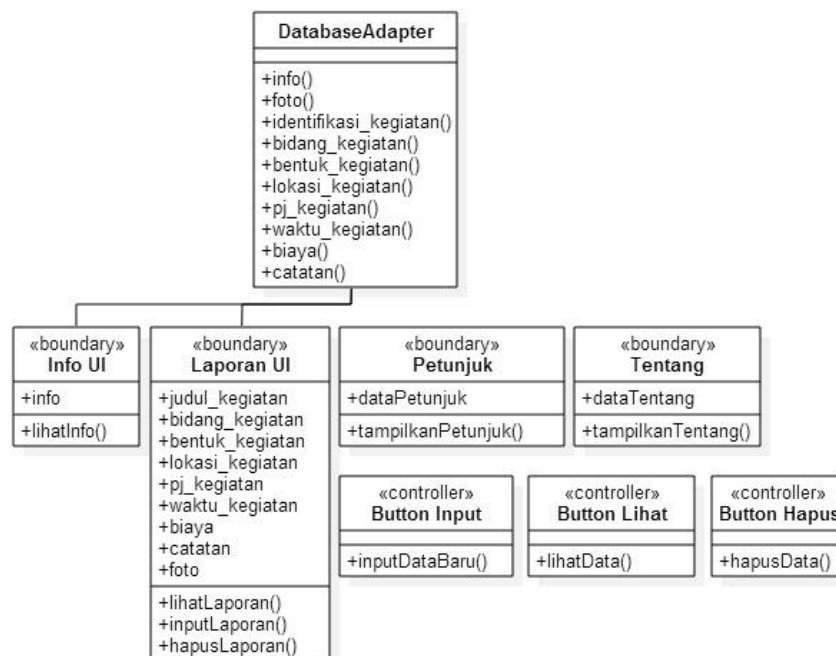 DatabaseAdapter
+info()
+foto()
+identifikasi_kegiatan()
+bidang_kegiatan()
+bentuk_kegiatan()
+lokasi_kegiatan()
+pj_kegiatan()
+waktu_kegiatan()
+biaya()
+catatan()
«boundary»
Info UI
+info
+lihatInfo()
«boundary»
Laporan UI
+judul_kegiatan
+bidang_kegiatan
+bentuk_kegiatan
+lokasi_kegiatan
+pj_kegiatan
+waktu_kegiatan
+biaya
+catatan
+foto
+lihatLaporan()
+inputLaporan()
+hapusLaporan()
«boundary»
Petunjuk
+dataPetunjuk
+tampilkanPetunjuk()
«boundary»
Tentang
+dataTentang
+tampilkanTentang()
«controller»
Button Input
+inputDataBaru()
«controller»
Button Lihat
+lihatData()
«controller»
Button Hapus
+hapusData()